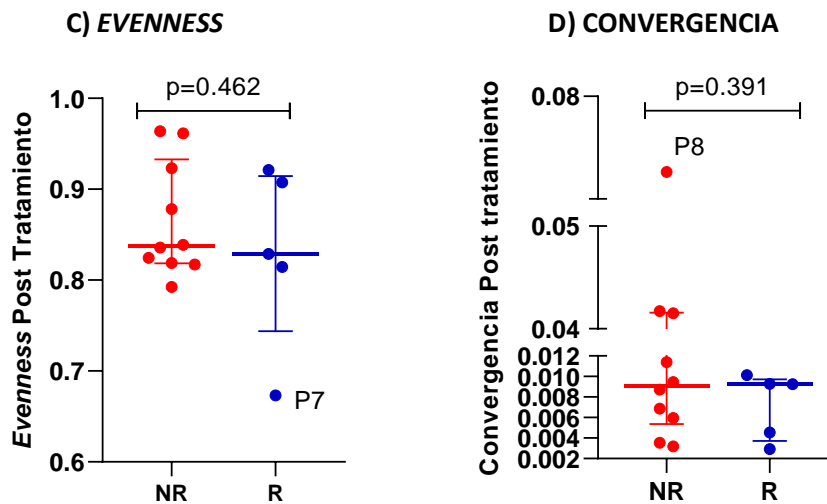 C) EVENNESS
p=0.462
Evenness Post Tratamiento
1.0
0.9
0.8
0.7
0.6
P7
NR
R
D) CONVERGENCIA
p=0.391
Convergencia Post tratamiento
0.08
P8
0.05
0.04
0.012
0.010
0.008
0.006
0.004
0.002
NR
R